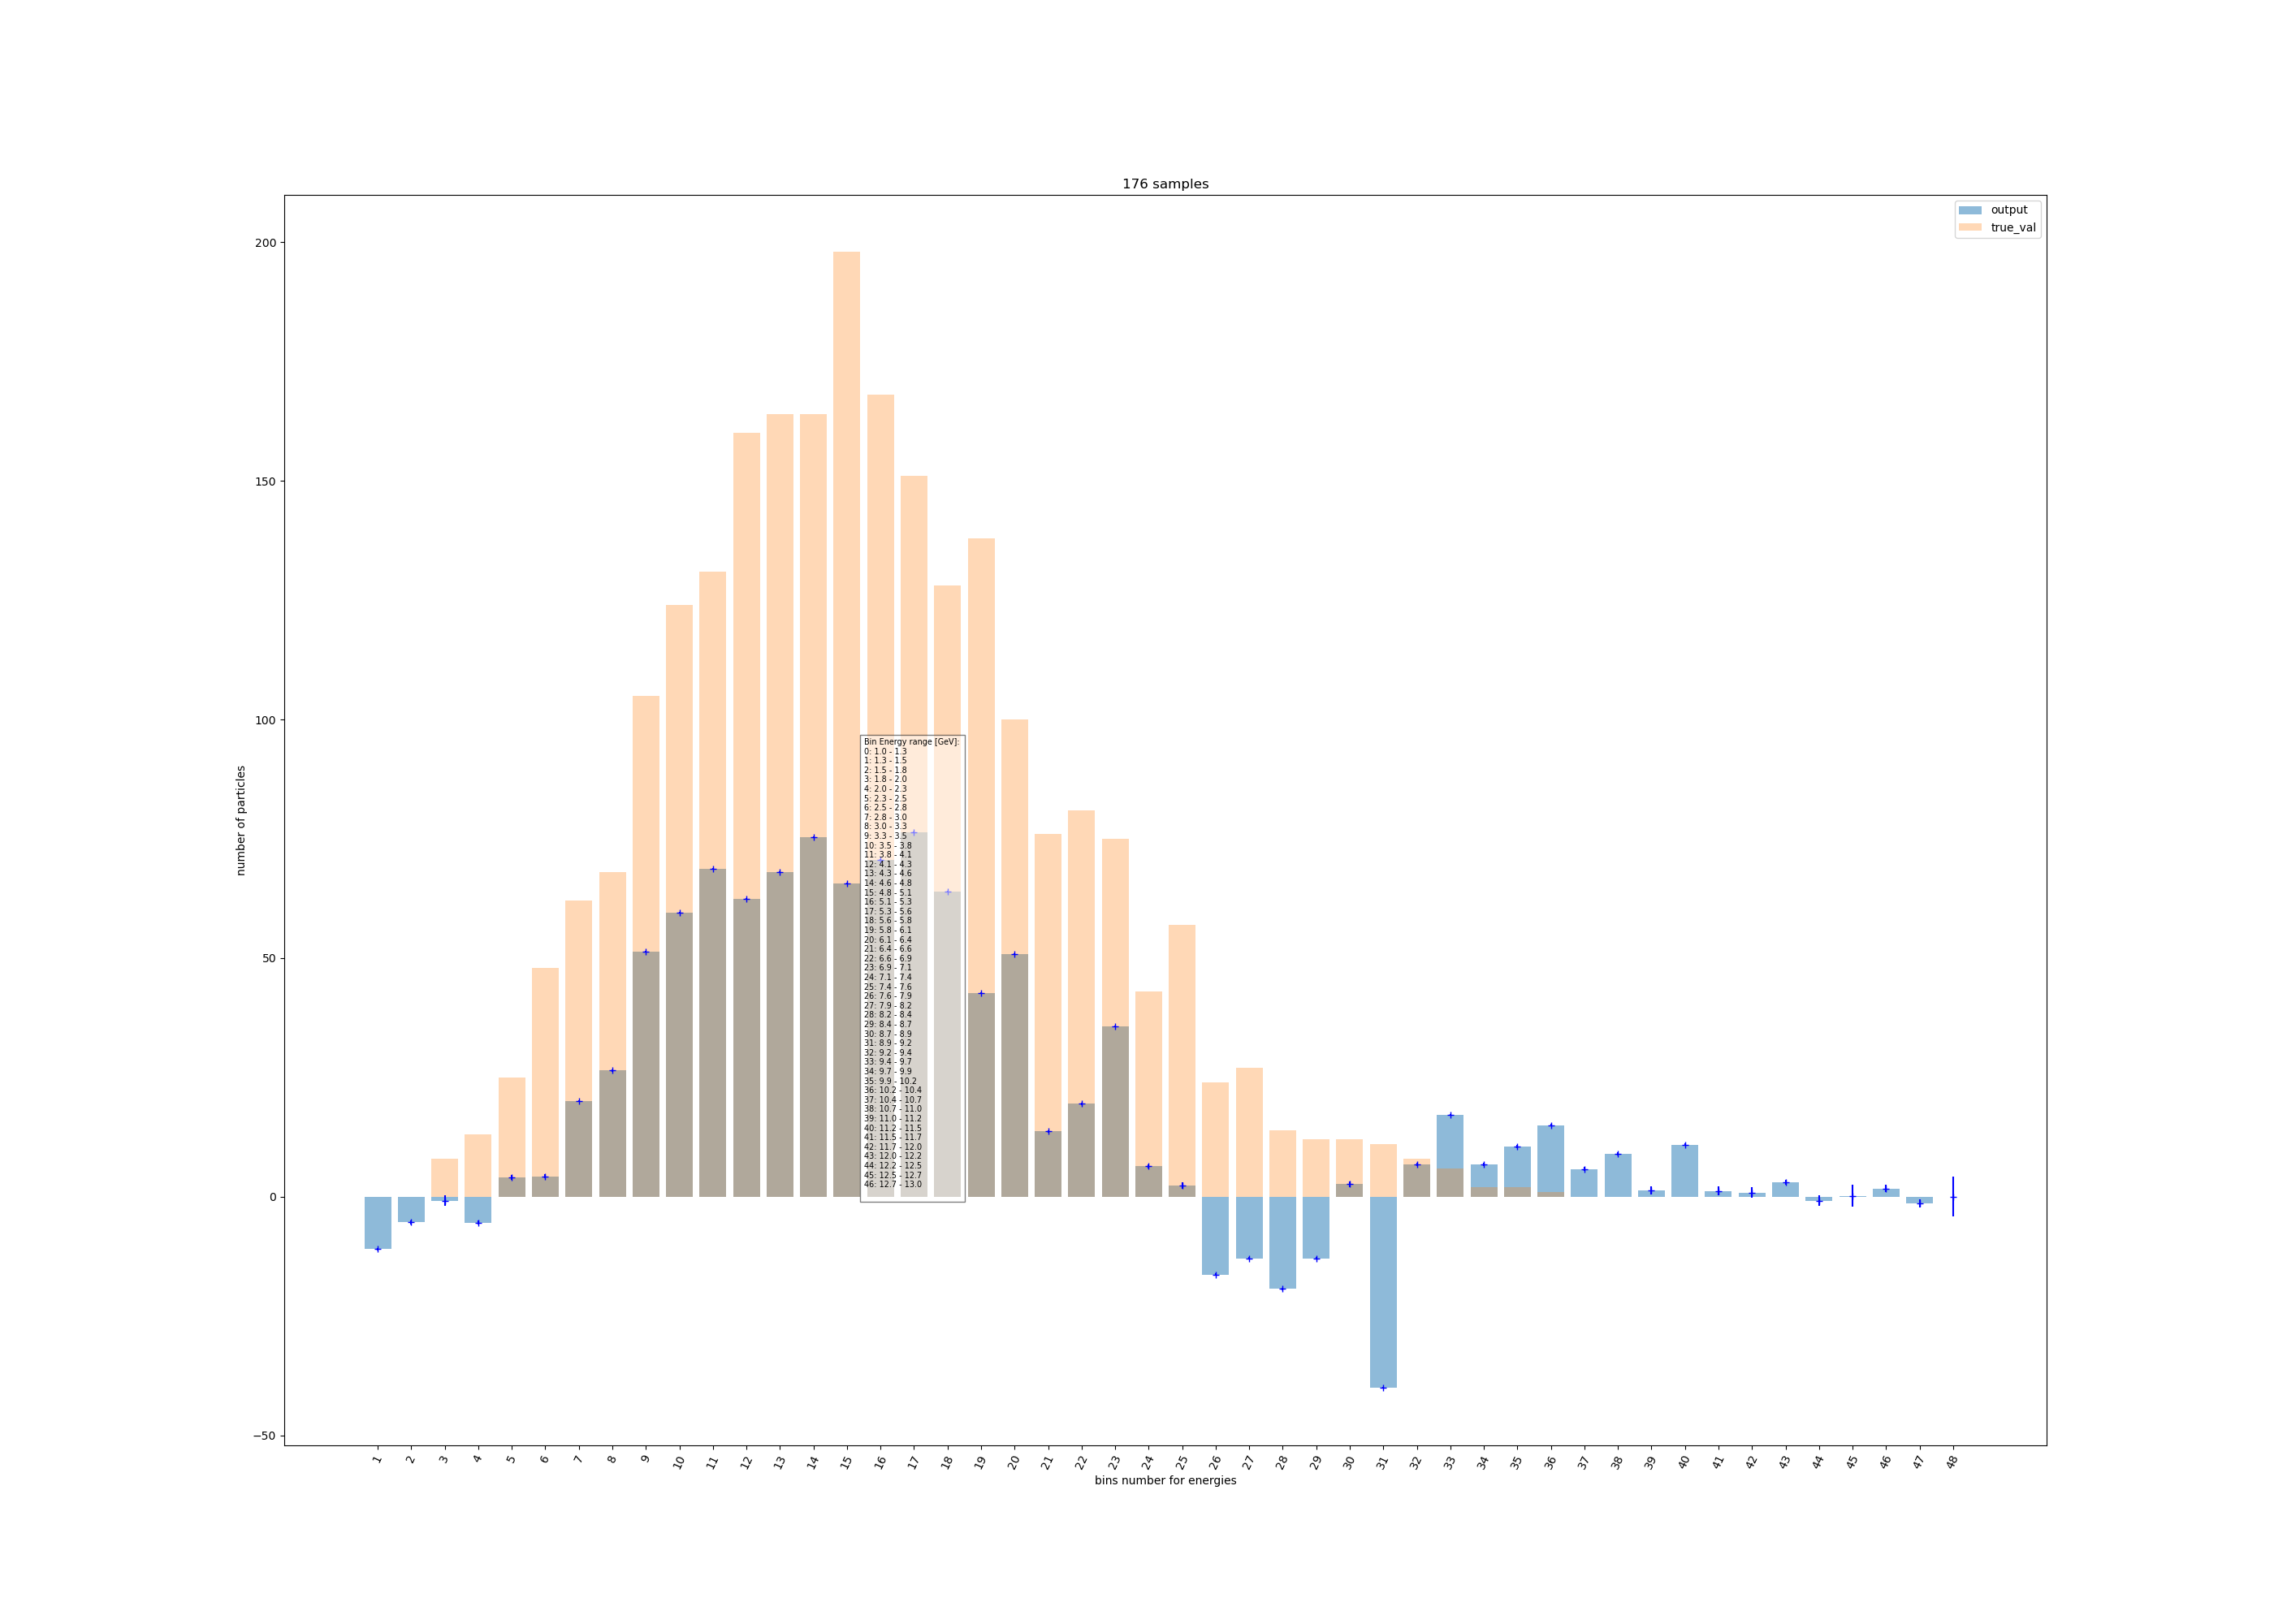 176 samples
output
true_val
200
150
100
50
0
−50
number of particles
Bin Energy range [GeV]:
0: 1.0 - 1.3
1: 1.3 - 1.5
2: 1.5 - 1.8
3: 1.8 - 2.0
4: 2.0 - 2.3
5: 2.3 - 2.5
6: 2.5 - 2.8
7: 2.8 - 3.0
8: 3.0 - 3.3
9: 3.3 - 3.5
10: 3.5 - 3.8
11: 3.8 - 4.1
12: 4.1 - 4.3
13: 4.3 - 4.6
14: 4.6 - 4.8
15: 4.8 - 5.1
16: 5.1 - 5.3
17: 5.3 - 5.6
18: 5.6 - 5.8
19: 5.8 - 6.1
20: 6.1 - 6.4
21: 6.4 - 6.6
22: 6.6 - 6.9
23: 6.9 - 7.1
24: 7.1 - 7.4
25: 7.4 - 7.6
26: 7.6 - 7.9
27: 7.9 - 8.2
28: 8.2 - 8.4
29: 8.4 - 8.7
30: 8.7 - 8.9
31: 8.9 - 9.2
32: 9.2 - 9.4
33: 9.4 - 9.7
34: 9.7 - 9.9
35: 9.9 - 10.2
36: 10.2 - 10.4
37: 10.4 - 10.7
38: 10.7 - 11.0
39: 11.0 - 11.2
40: 11.2 - 11.5
41: 11.5 - 11.7
42: 11.7 - 12.0
43: 12.0 - 12.2
44: 12.2 - 12.5
45: 12.5 - 12.7
46: 12.7 - 13.0
1 2 3 4 5 6 7 8 9 10 11 12 13 14 15 16 17 18 19 20 21 22 23 24 25 26 27 28 29 30 31 32 33 34 35 36 37 38 39 40 41 42 43 44 45 46 47 48
bins number for energies